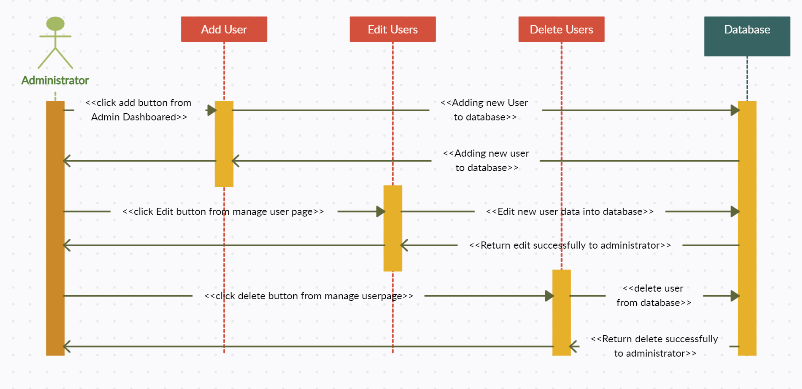 Add User
Edit Users
Delete Users
Database
Administrator
<<click add button from
Admin Dashboared>>
<<Adding new User
to database>>
<<Adding new user
to database>>
<<click Edit button from manage user page>>
<<Edit new user data into database>>
<<Return edit successfully to administrator>>
<<click delete button from manage userpage>>
<<delete user
from database>>
<<Return delete successfully
to administrator>>